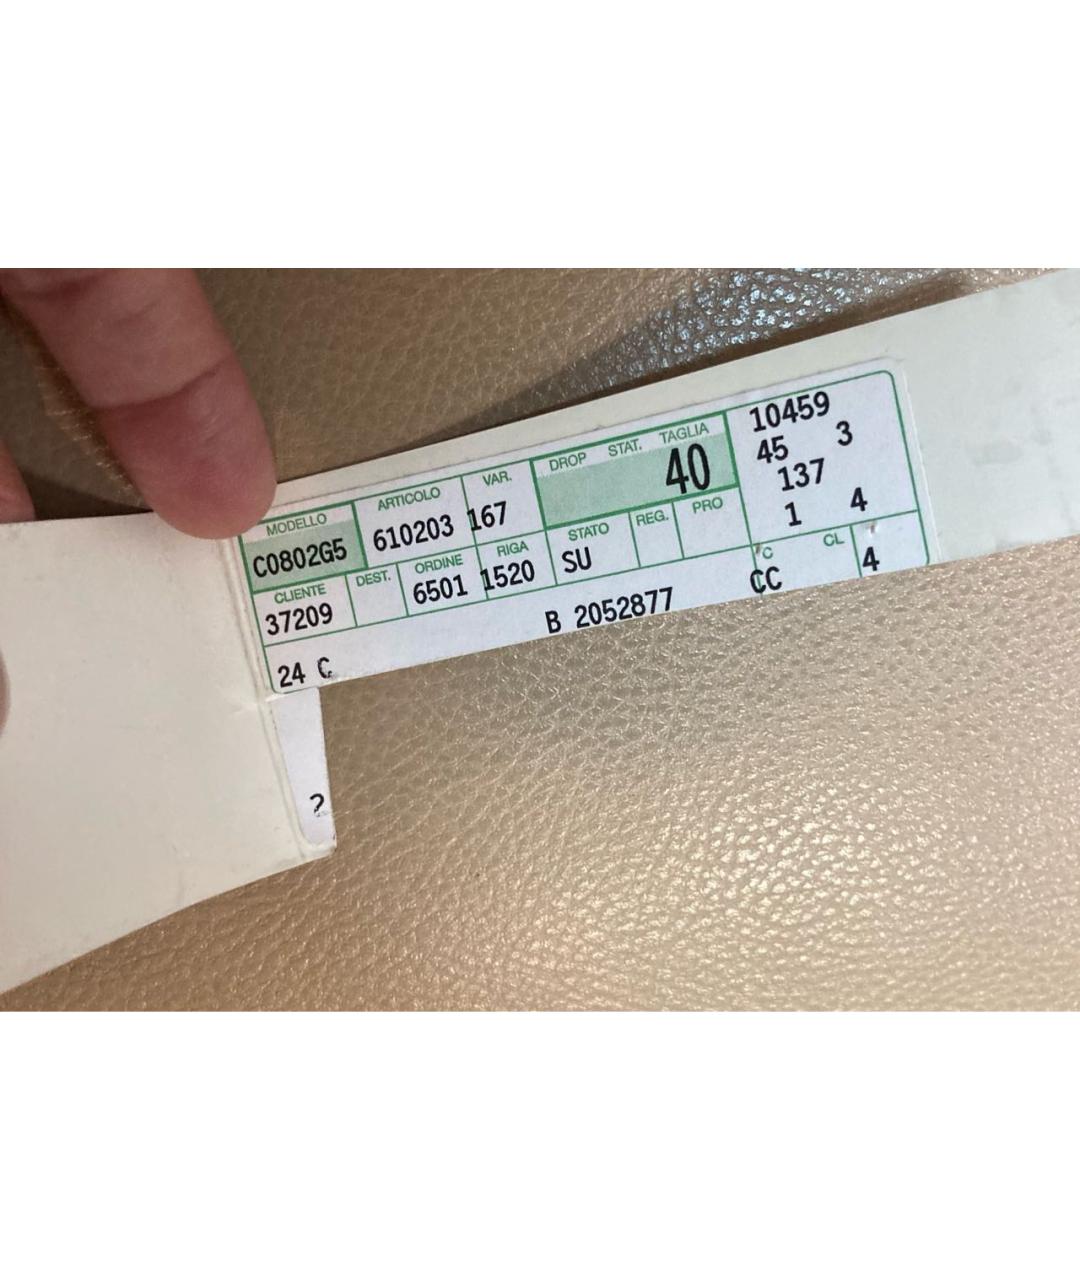 MODELLO ARTICOLO VAR. DROP STAT. TAGLIA 10459
C0802G5 610203 167 40 45 3
137
CLIENTE DEST. ORDINE RIGA STATO REG. PRO 1 4
37209 6501 1520 SU C CL
24 C B 2052877 CC 4
?